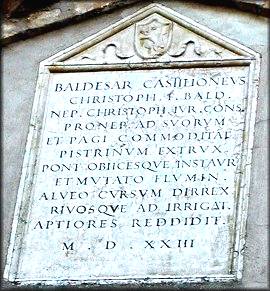 BALDESAR CASTILIONEVS
CHRISTOPH. F. BALD.
NEP. CHRISTOPH. IVR. CONS.
PRONEP. AD SVORVM
ET PAGI COMMODITAT.
PISTRINVM EXTRVX.
PONT. OBIICESQVE INSTAVR.
ET MVTATO FLVMIN.
ALVEO CVRSVM DIRREX.
RIVOSQVE AD IRRIGAT.
APTIORES REDDIDIT.
M. D. XXIII